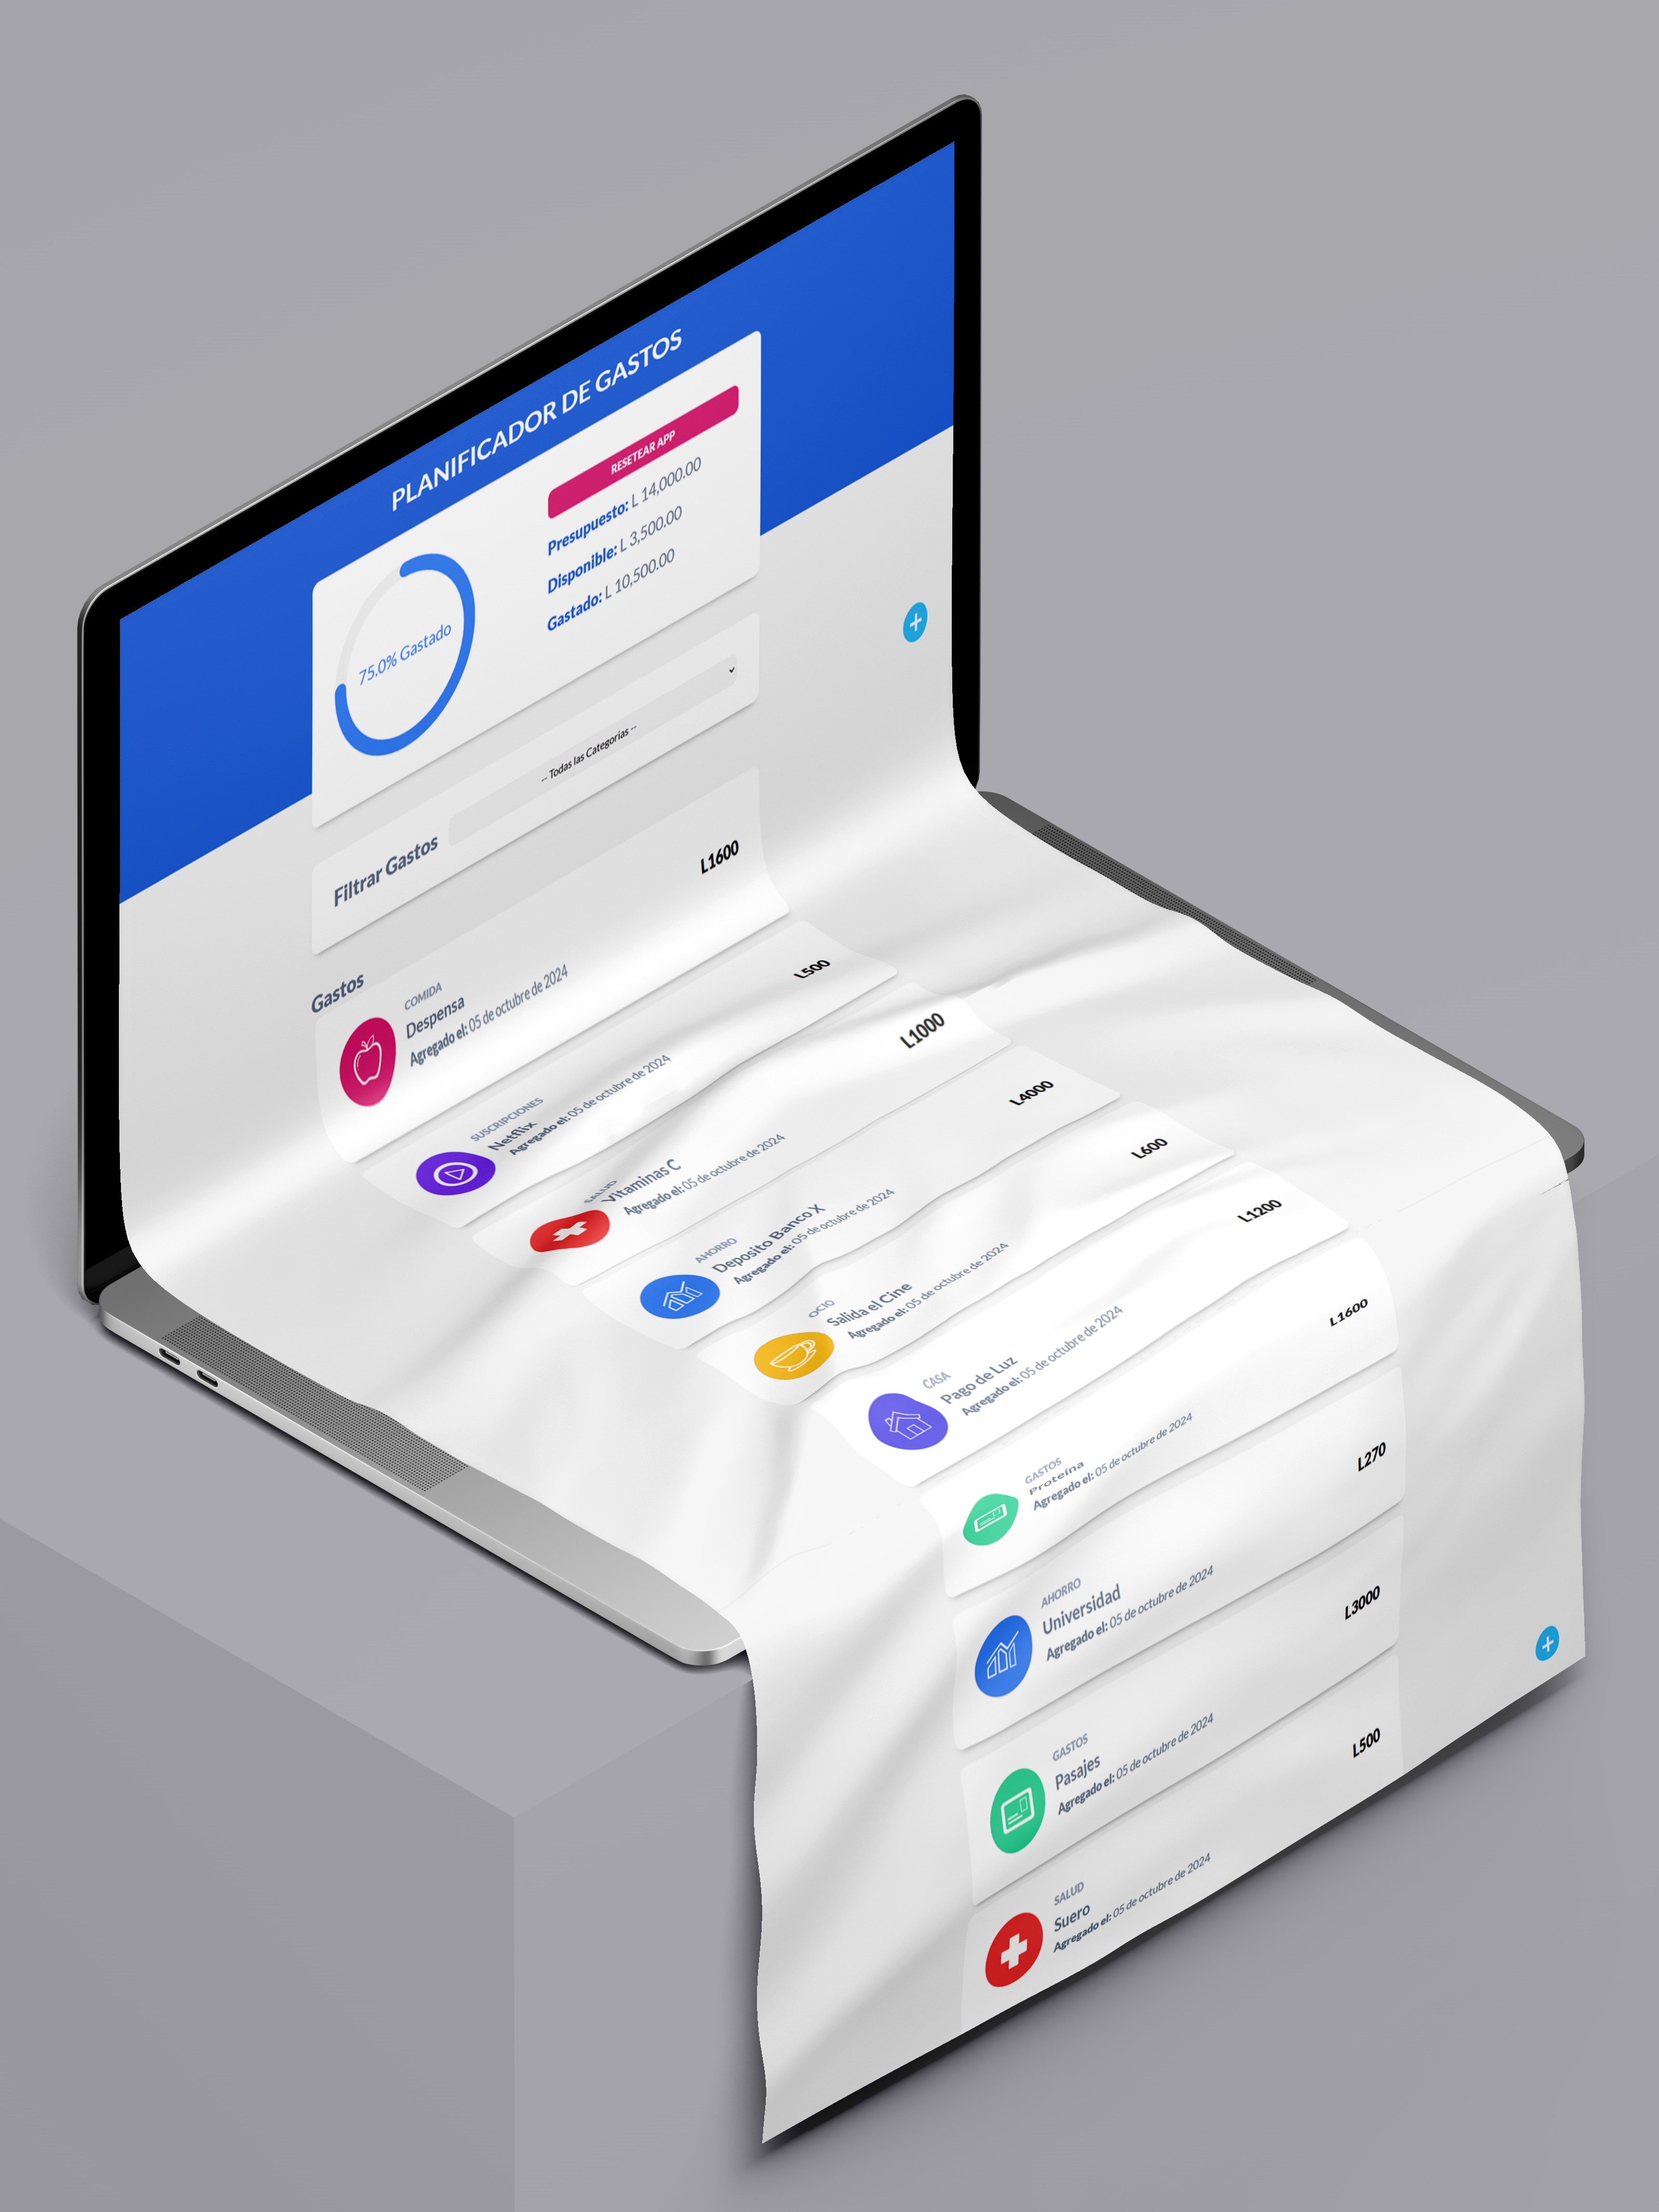 PLANIFICADOR DE GASTOS
75.0% Gastado
RESETEAR APP
Presupuesto: L 14,000.00
Disponible: L 3,500.00
Gastado: L 10,500.00
Filtrar Gastos
-- Todas las Categorias --
Gastos
COMIDA
Despensa
Agregado el: 05 de octubre de 2024
L1600
SUSCRIPCIONES
Netflix
Agregado el: 05 de octubre de 2024
L500
SALUD
Vitaminas C
Agregado el: 05 de octubre de 2024
L1000
AHORRO
Deposito Banco X
Agregado el: 05 de octubre de 2024
L4000
OCIO
Salida el Cine
Agregado el: 05 de octubre de 2024
L600
CASA
Pago de Luz
Agregado el: 05 de octubre de 2024
L1200
GASTOS
Proteína
Agregado el: 05 de octubre de 2024
L1600
AHORRO
Universidad
Agregado el: 05 de octubre de 2024
L270
GASTOS
Pasajes
Agregado el: 05 de octubre de 2024
L3000
SALUD
Suero
Agregado el: 05 de octubre de 2024
L500